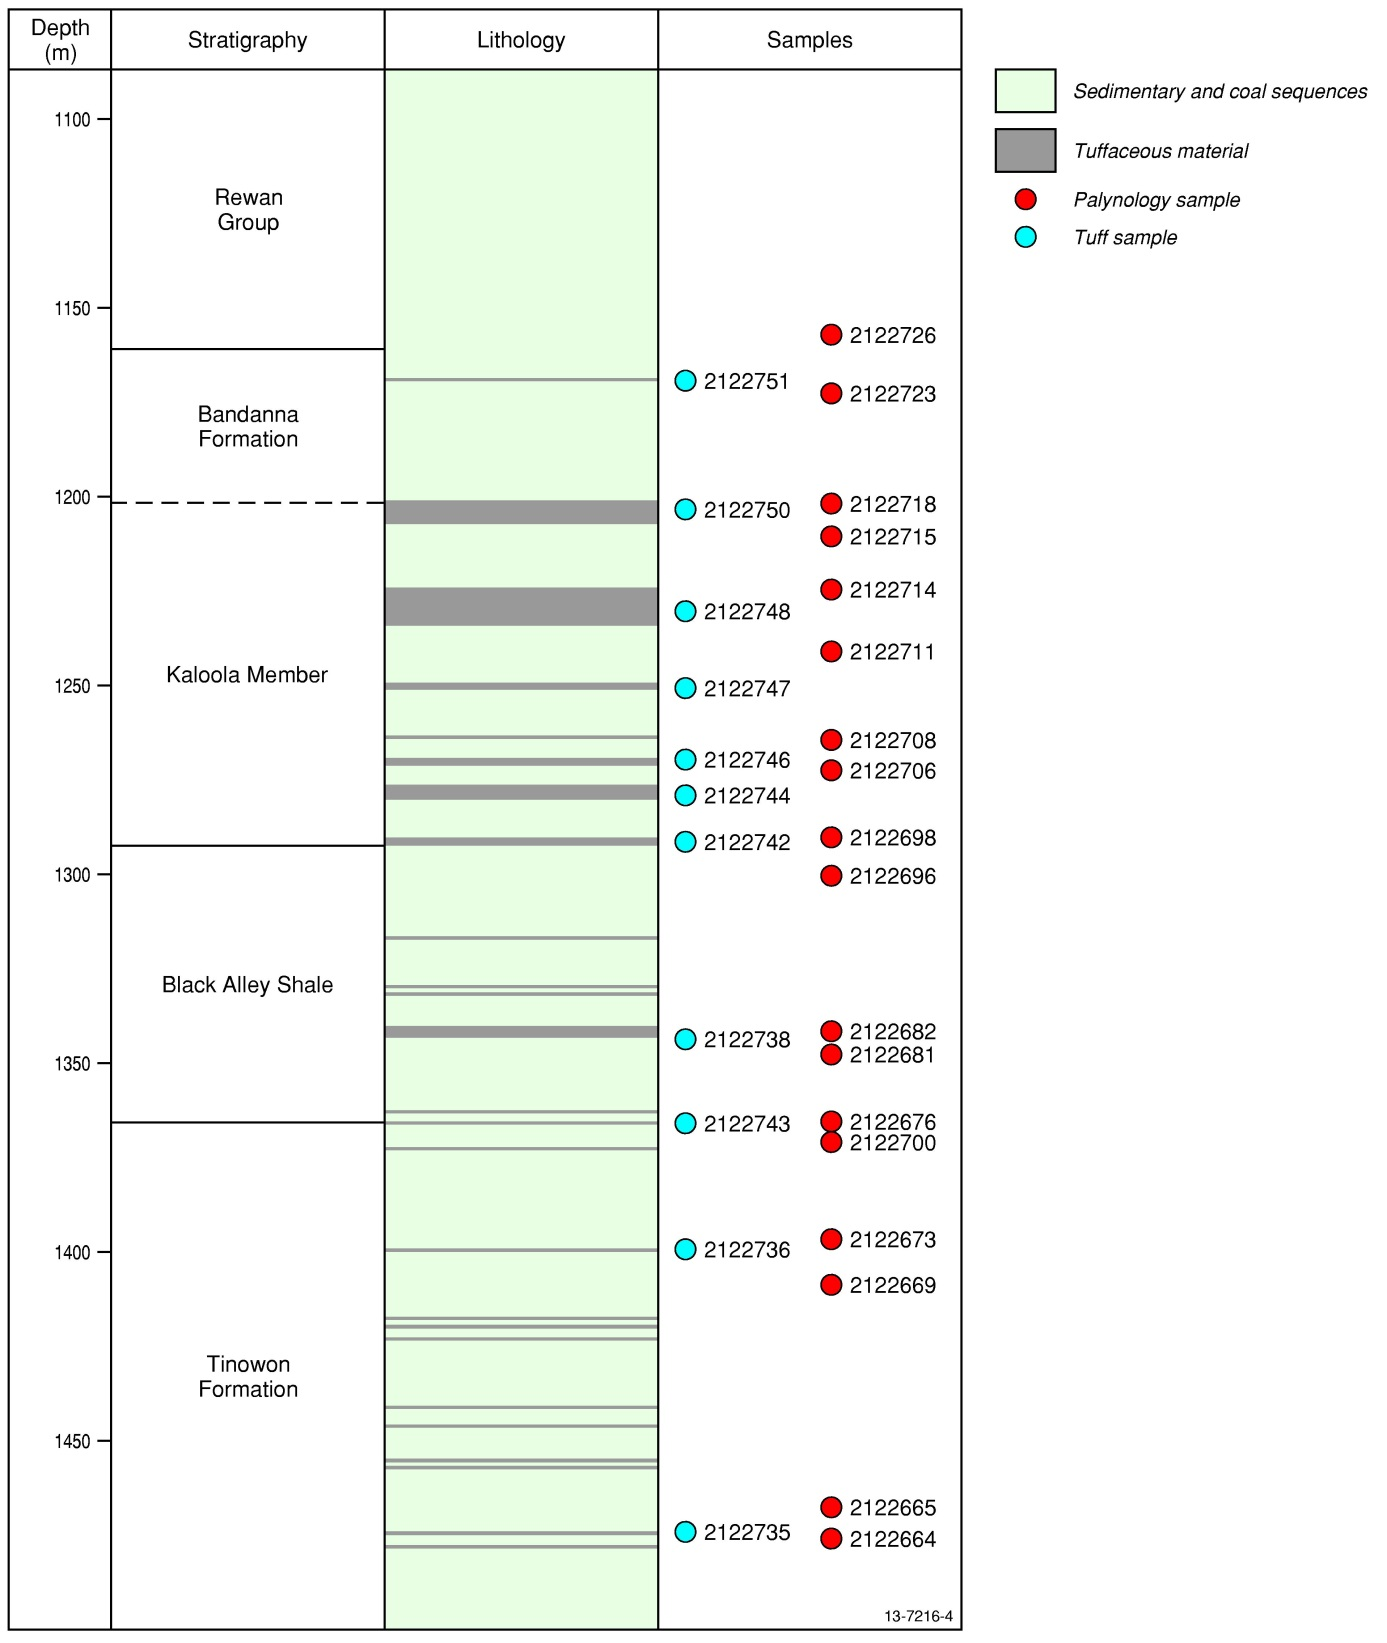 Depth
(m)
Stratigraphy
Lithology
Samples
Sedimentary and coal sequences
Tuffaceous material
Palynology sample
Tuff sample
1100
Rewan
Group
1150
2122726
2122751
2122723
Bandanna
Formation
1200
2122718
2122750
2122715
2122714
2122748
2122711
Kaloola Member
1250
2122747
2122708
2122746
2122706
2122744
2122698
2122742
1300
2122696
Black Alley Shale
2122682
2122738
2122681
1350
2122676
2122743
2122700
2122673
1400
2122736
2122669
Tinowon
Formation
1450
2122665
2122735
2122664
13-7216-4